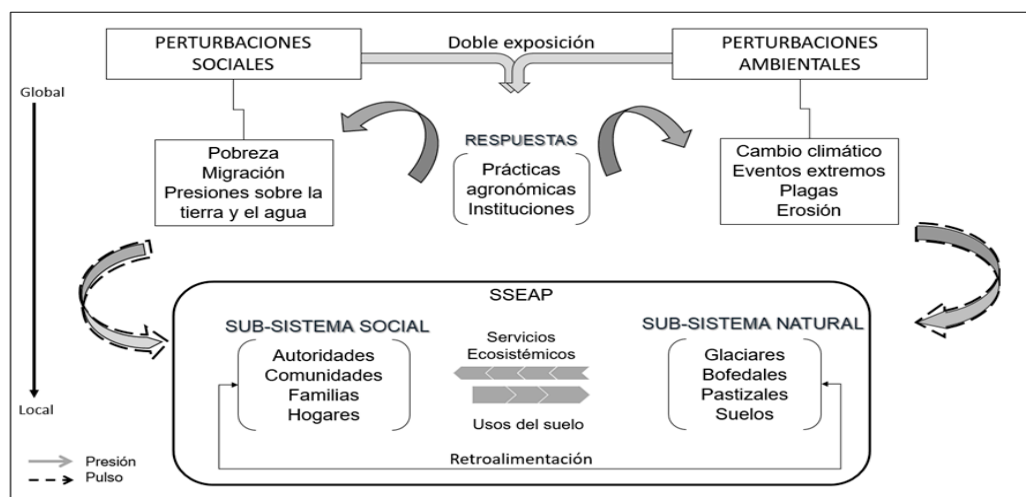 PERTURBACIONES
SOCIALES
Doble exposición
PERTURBACIONES
AMBIENTALES
Global
RESPUESTAS
Prácticas
agronómicas
Instituciones
Pobreza
Migración
Presiones sobre la
tierra y el agua
Cambio climático
Eventos extremos
Plagas
Erosión
SSEAP
SUB-SISTEMA SOCIAL
Autoridades
Comunidades
Familias
Hogares
Servicios
Ecosistémicos
Usos del suelo
SUB-SISTEMA NATURAL
Glaciares
Bofedales
Pastizales
Suelos
Retroalimentación
Local
Presión
Pulso